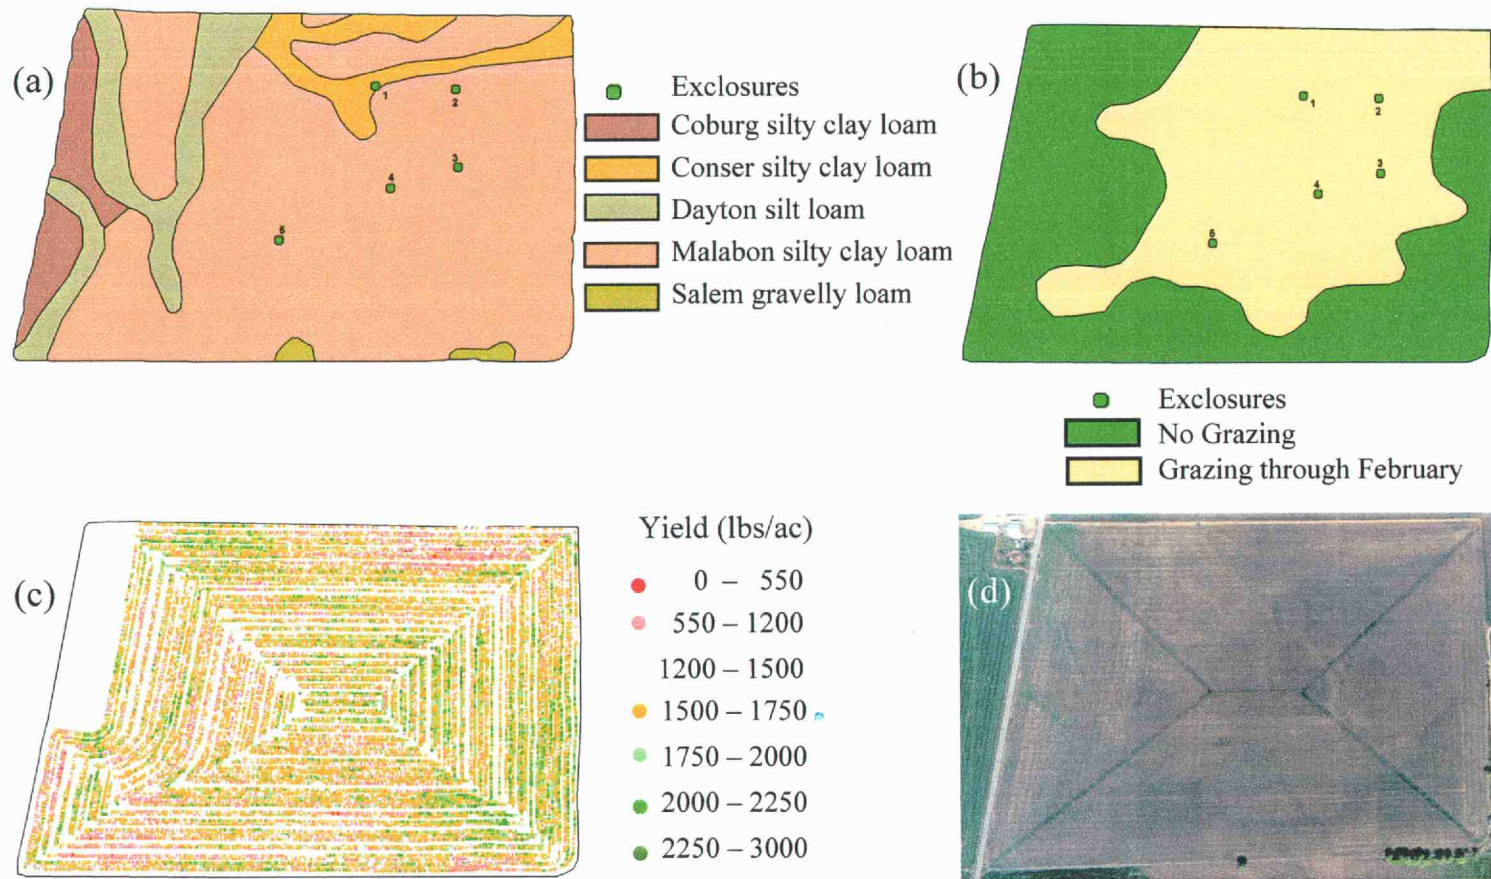 (a)
1
2
3
4
5
Exclosures
Coburg silty clay loam
Conser silty clay loam
Dayton silt loam
Malabon silty clay loam
Salem gravelly loam
(b)
1
2
3
4
5
Exclosures
No Grazing
Grazing through February
(c)
Yield (lbs/ac)
0 – 550
550 – 1200
1200 – 1500
1500 – 1750
1750 – 2000
2000 – 2250
2250 – 3000
(d)